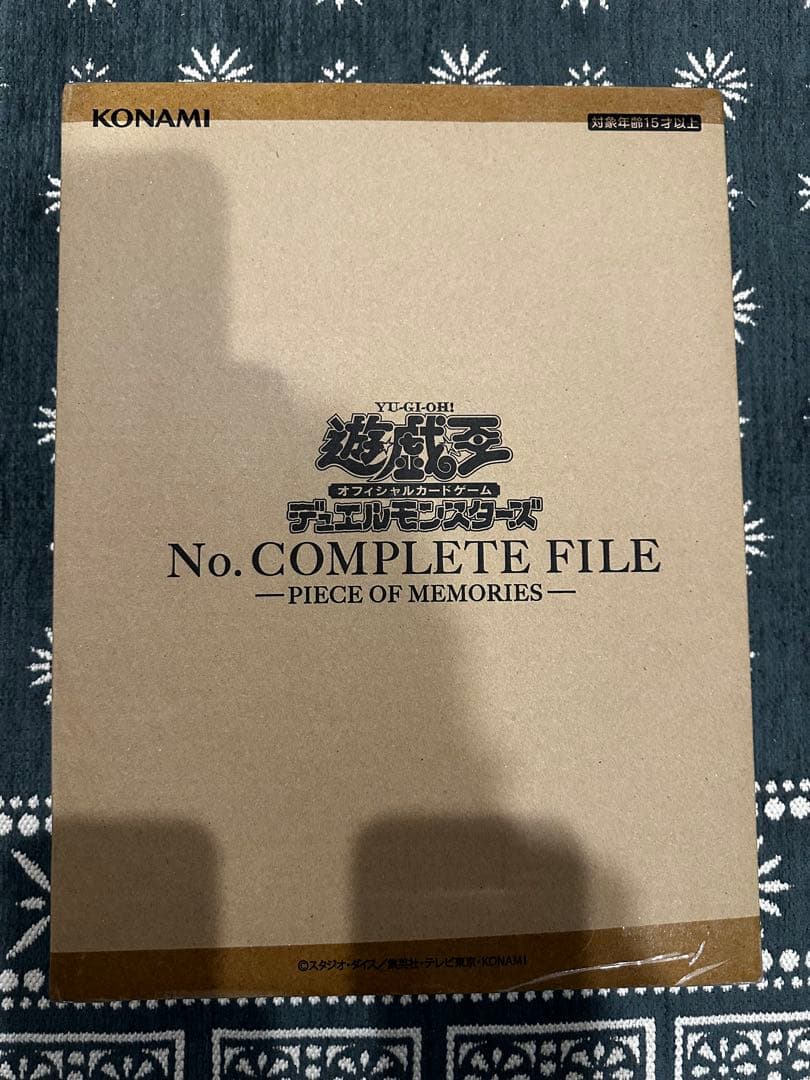 KONAMI
対象年齢15才以上
YU-GI-OH!
遊戯王
オフィシャルカードゲーム
デュエルモンスターズ
No. COMPLETE FILE
—PIECE OF MEMORIES—
©スタジオ・ダイス/集英社・テレビ東京・KONAMI